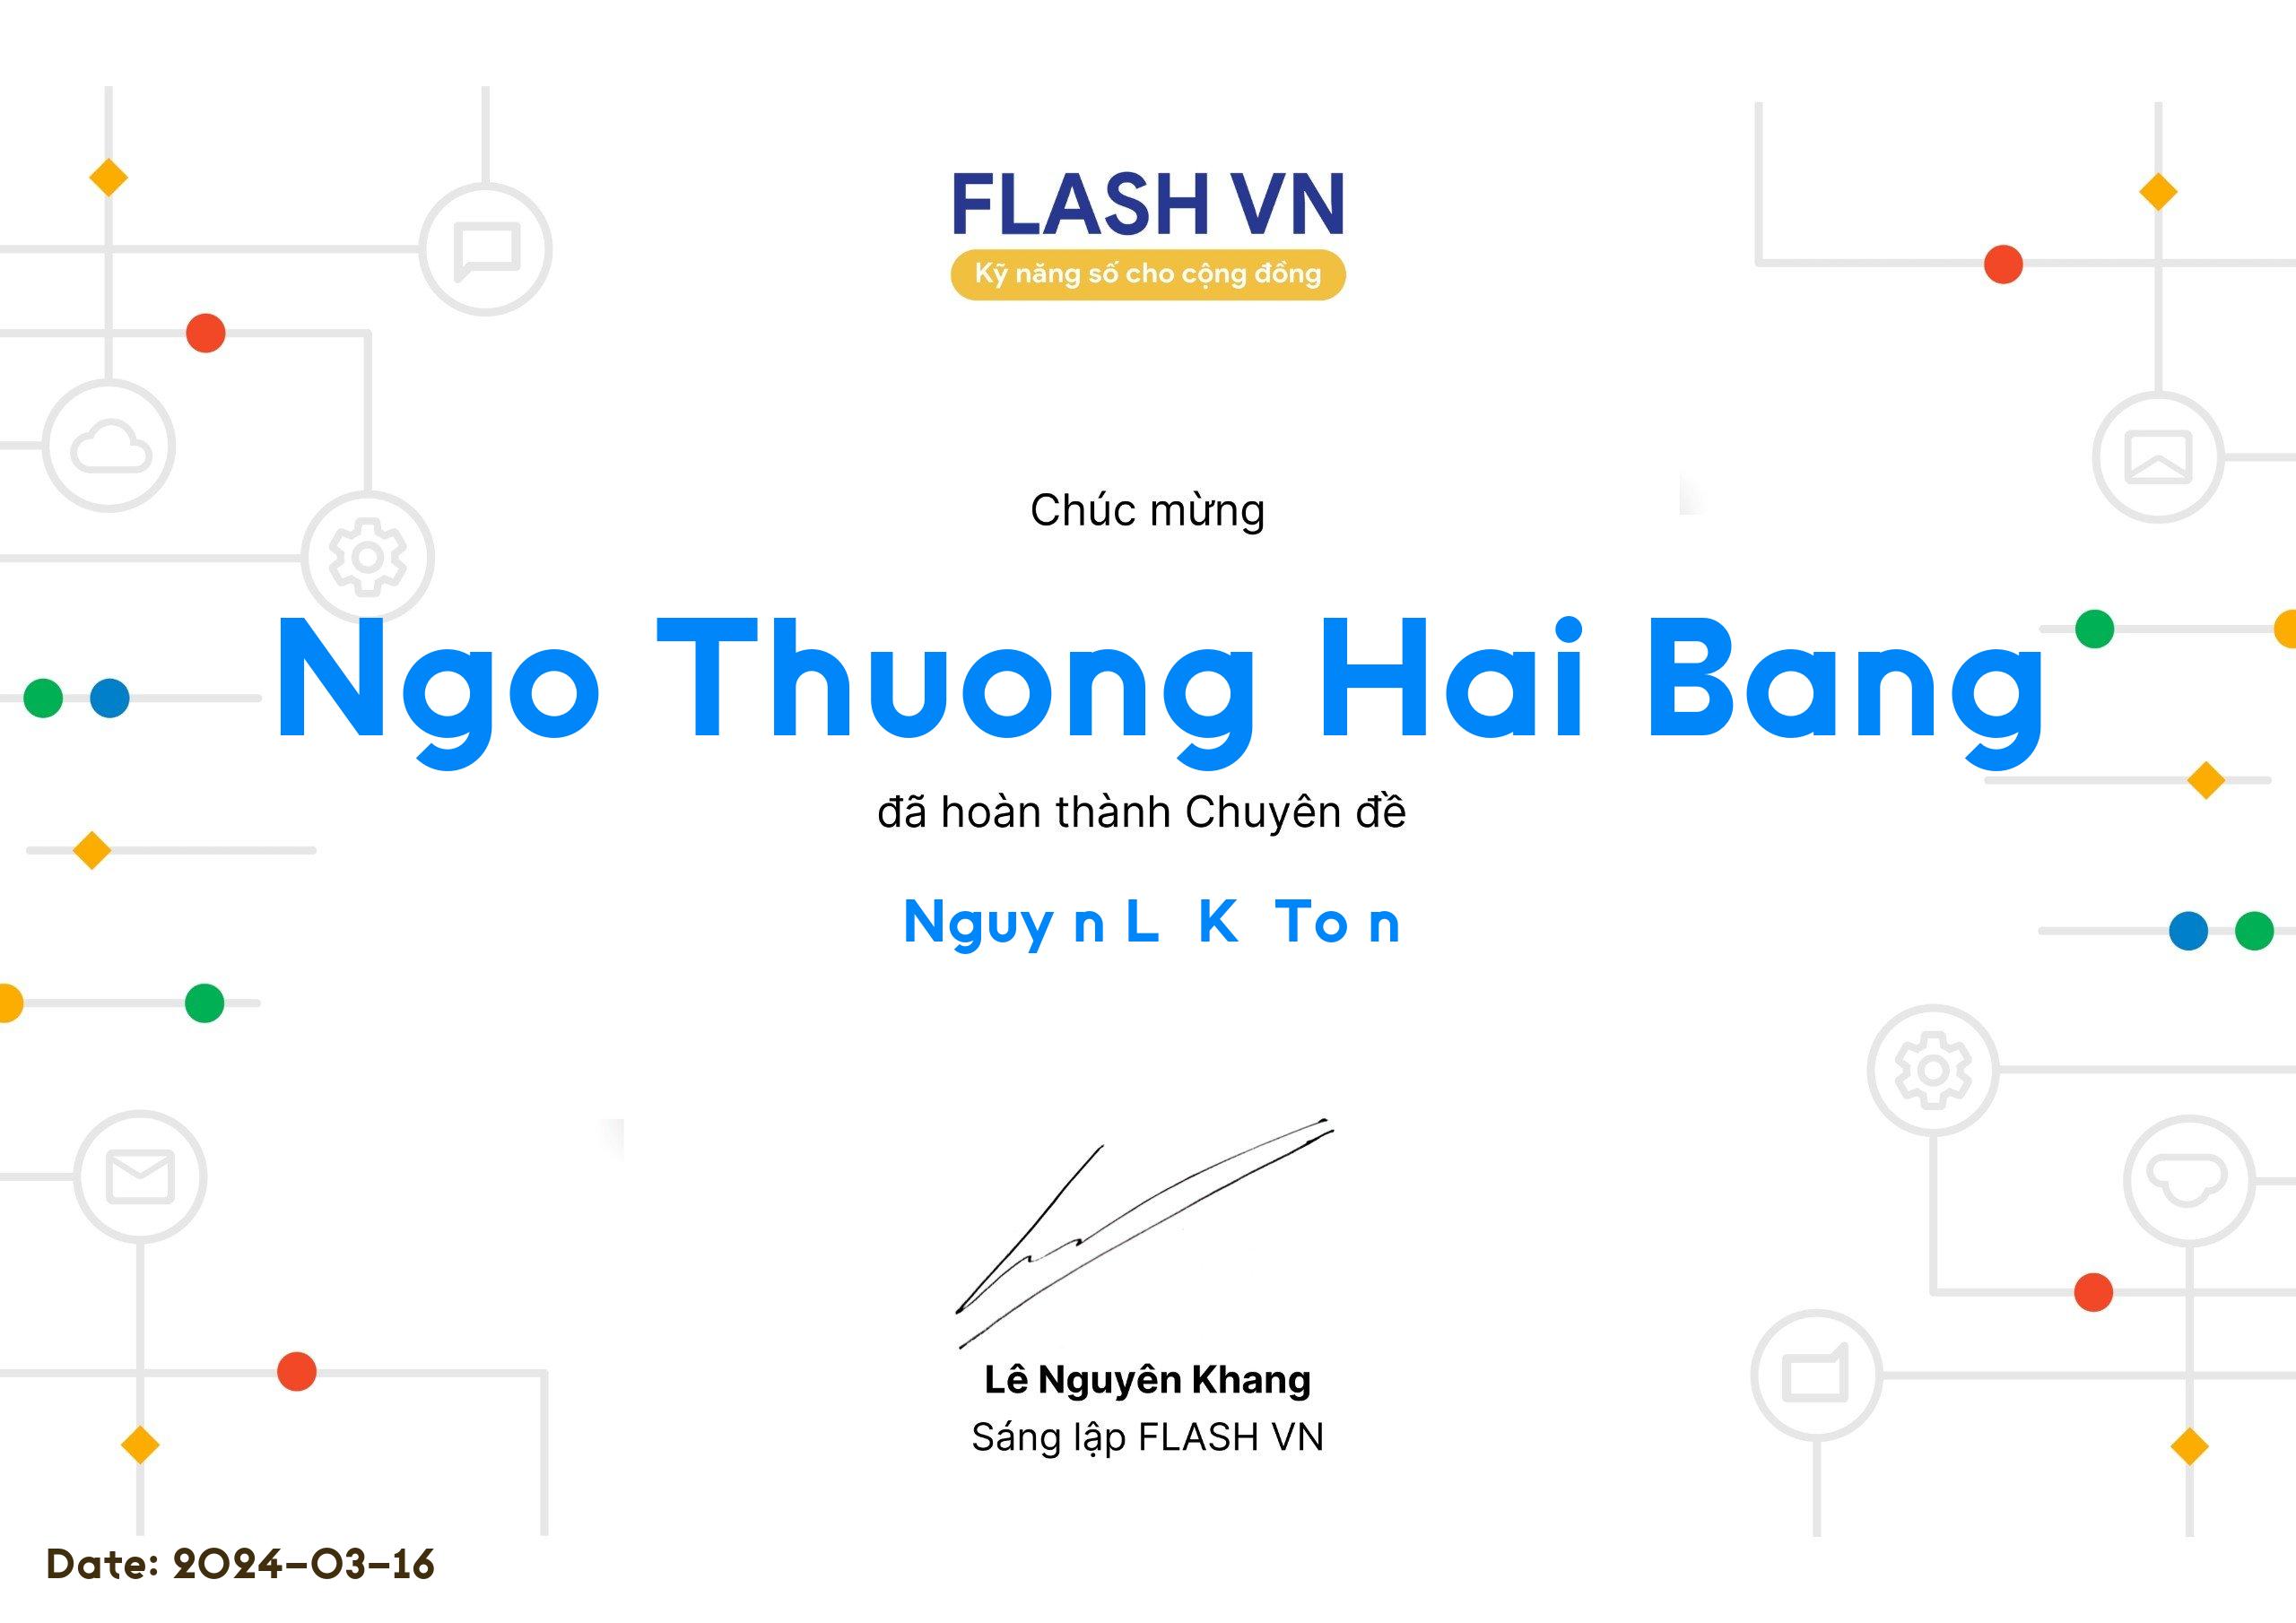 FLASH VN
Kỹ năng số cho cộng đồng
Chúc mừng
Ngo Thuong Hai Bang
đã hoàn thành Chuyên đề
Nguy n L K To n
Lê Nguyên Khang
Sáng lập FLASH VN
Date: 2024-03-16